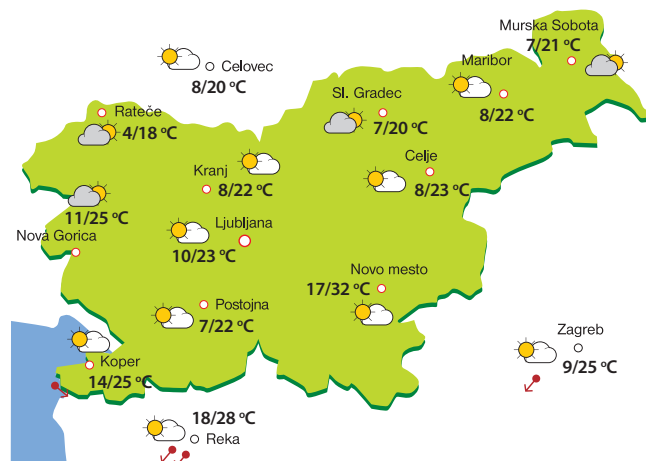 Murska Sobota
7/21 °C
Celovec
8/20 °C
Maribor
8/22 °C
Sl. Gradec
7/20 °C
Rateče
4/18 °C
Celje
8/23 °C
Kranj
8/22 °C
11/25 °C
Nova Gorica
Ljubljana
10/23 °C
Novo mesto
17/32 °C
Postojna
7/22 °C
Zagreb
9/25 °C
Koper
14/25 °C
18/28 °C
Reka